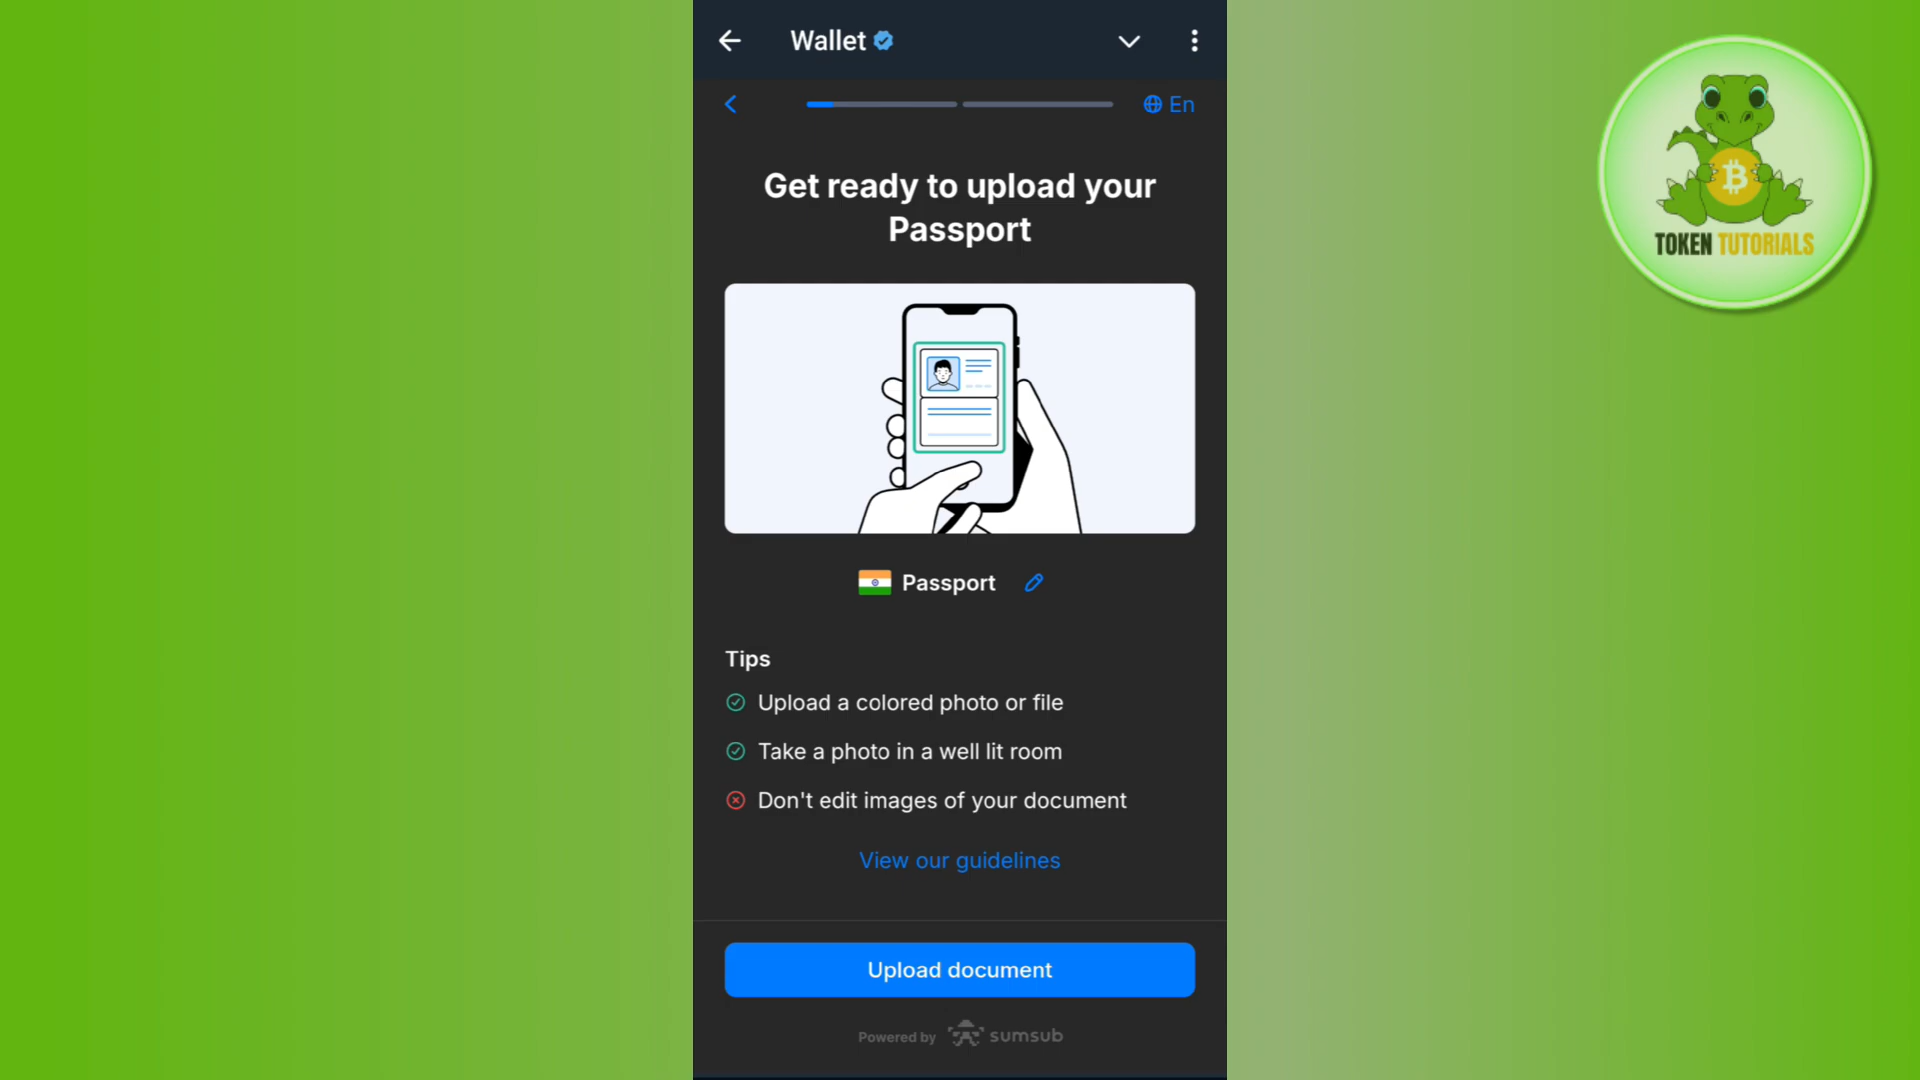 Wallet
En
Get ready to upload your
Passport
Passport
Tips
Upload a colored photo or file
Take a photo in a well lit room
Don't edit images of your document
View our guidelines
Upload document
Powered by sumsub
TOKEN TUTORIALS